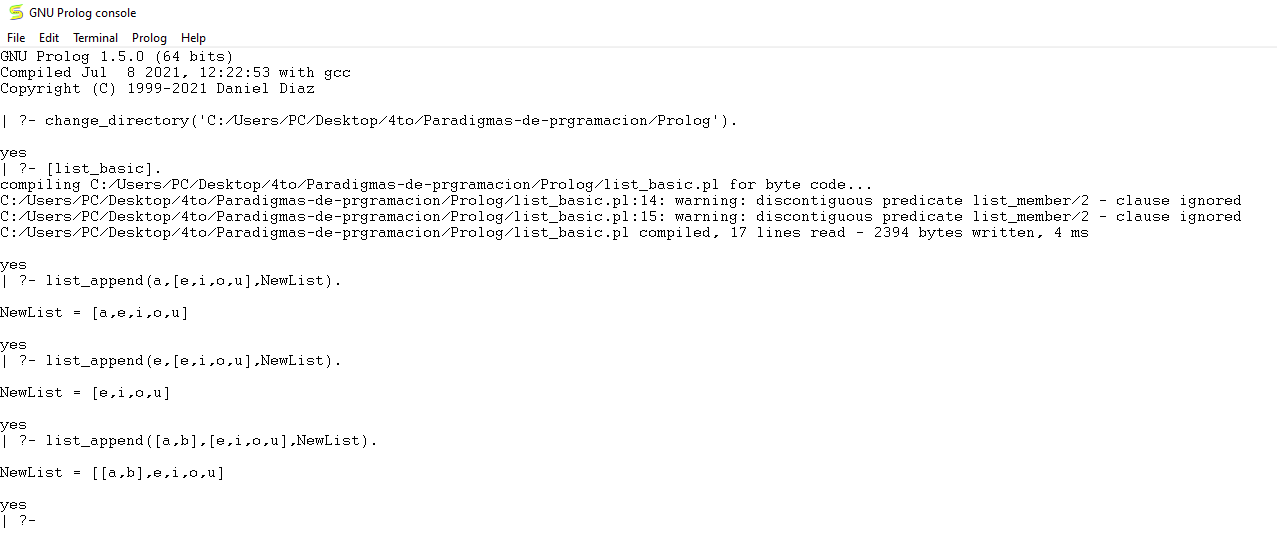 GNU Prolog console
File Edit Terminal Prolog Help
GNU Prolog 1.5.0 (64 bits)
Compiled Jul  8 2021, 12:22:53 with gcc
Copyright (C) 1999-2021 Daniel Diaz
| ?- change_directory('C:/Users/PC/Desktop/4to/Paradigmas-de-prgramacion/Prolog').
yes
| ?- [list_basic].
compiling C:/Users/PC/Desktop/4to/Paradigmas-de-prgramacion/Prolog/list_basic.pl for byte code...
C:/Users/PC/Desktop/4to/Paradigmas-de-prgramacion/Prolog/list_basic.pl:14: warning: discontiguous predicate list_member/2 - clause ignored
C:/Users/PC/Desktop/4to/Paradigmas-de-prgramacion/Prolog/list_basic.pl:15: warning: discontiguous predicate list_member/2 - clause ignored
C:/Users/PC/Desktop/4to/Paradigmas-de-prgramacion/Prolog/list_basic.pl compiled, 17 lines read - 2394 bytes written, 4 ms
yes
| ?- list_append(a,[e,i,o,u],NewList).
NewList = [a,e,i,o,u]
yes
| ?- list_append(e,[e,i,o,u],NewList).
NewList = [e,i,o,u]
yes
| ?- list_append([a,b],[e,i,o,u],NewList).
NewList = [[a,b],e,i,o,u]
yes
| ?-